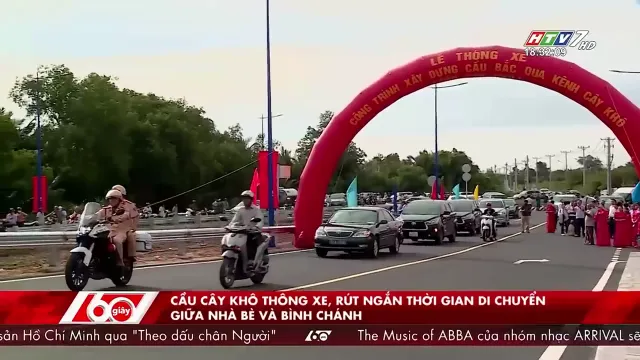 HTV7 HD
18:32:09
LỄ THÔNG XE
CÔNG TRÌNH XÂY DỰNG CẦU BẮC QUA KÊNH CÂY KHÔ
60 giây
CẦU CÂY KHÔ THÔNG XE, RÚT NGẮN THỜI GIAN DI CHUYỂN
GIỮA NHÀ BÈ VÀ BÌNH CHÁNH
sản Hồ Chí Minh qua "Theo dấu chân Người" 60 The Music of ABBA của nhóm nhạc ARRIVAL sẽ